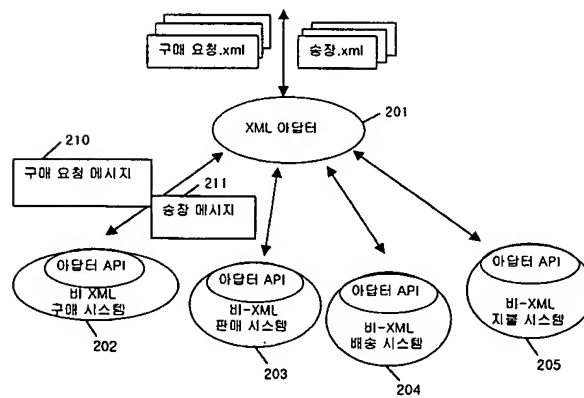 구매 요청.xml
송장.xml
201
XML 아답터
210
구매 요청 메시지
211
송장 메시지
아답터 API
비 XML
구매 시스템
202
아답터 API
비-XML
판매 시스템
203
아답터 API
비-XML
배송 시스템
204
아답터 API
비-XML
지불 시스템
205